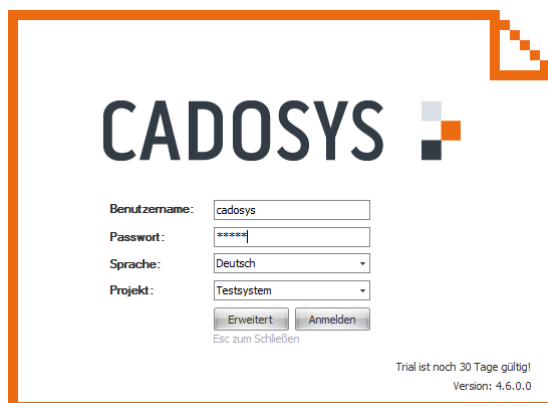 CADOSYS
Benutzername: cadosys
Passwort: *****
Sprache: Deutsch
Projekt: Testsystem
Erweitert Anmelden
Esc zum Schließen
Trial ist noch 30 Tage gültig!
Version: 4.6.0.0